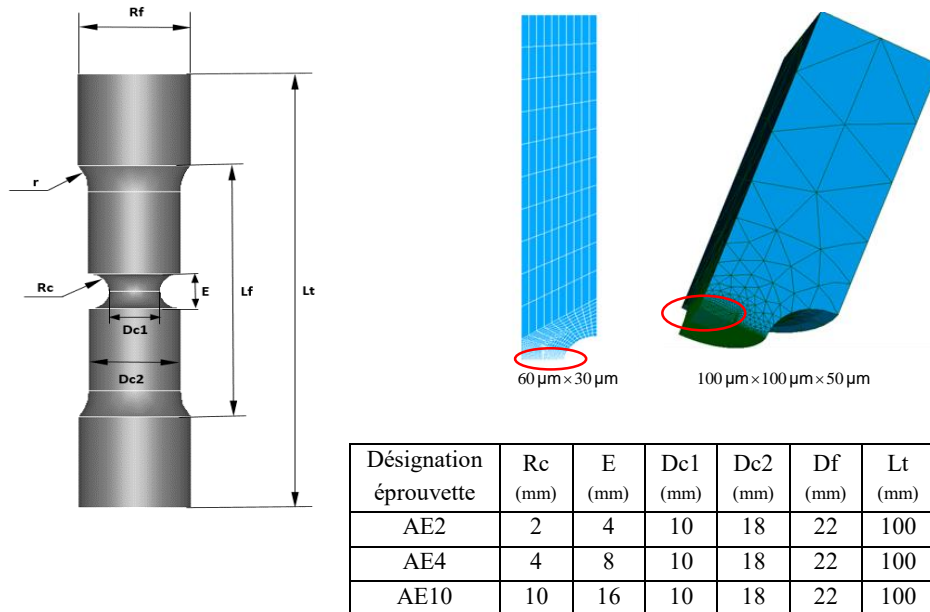 Rf
r
Rc
E
Lf
Lt
Dc1
Dc2
60 µm × 30 µm
100 µm × 100 µm × 50 µm
Désignation éprouvette Rc (mm) E (mm) Dc1 (mm) Dc2 (mm) Df (mm) Lt (mm)
AE2 2 4 10 18 22 100
AE4 4 8 10 18 22 100
AE10 10 16 10 18 22 100